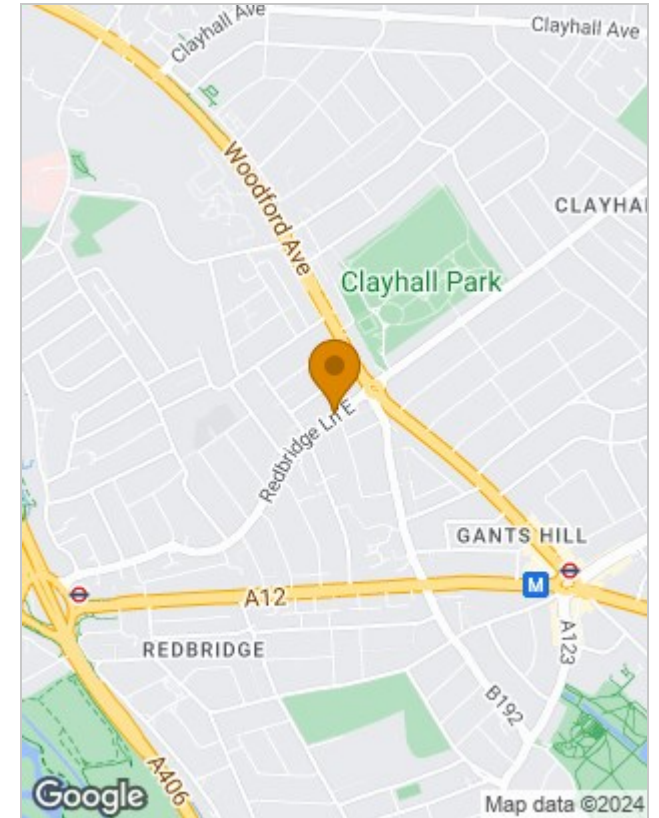 Clayhall Ave
Clayhall Ave
Woodford Ave
CLAYHAI
Clayhall Park
Redbridge Ln E
GANTS HILL
M
A12
REDBRIDGE
A123
B192
A406
Google
Map data ©2024